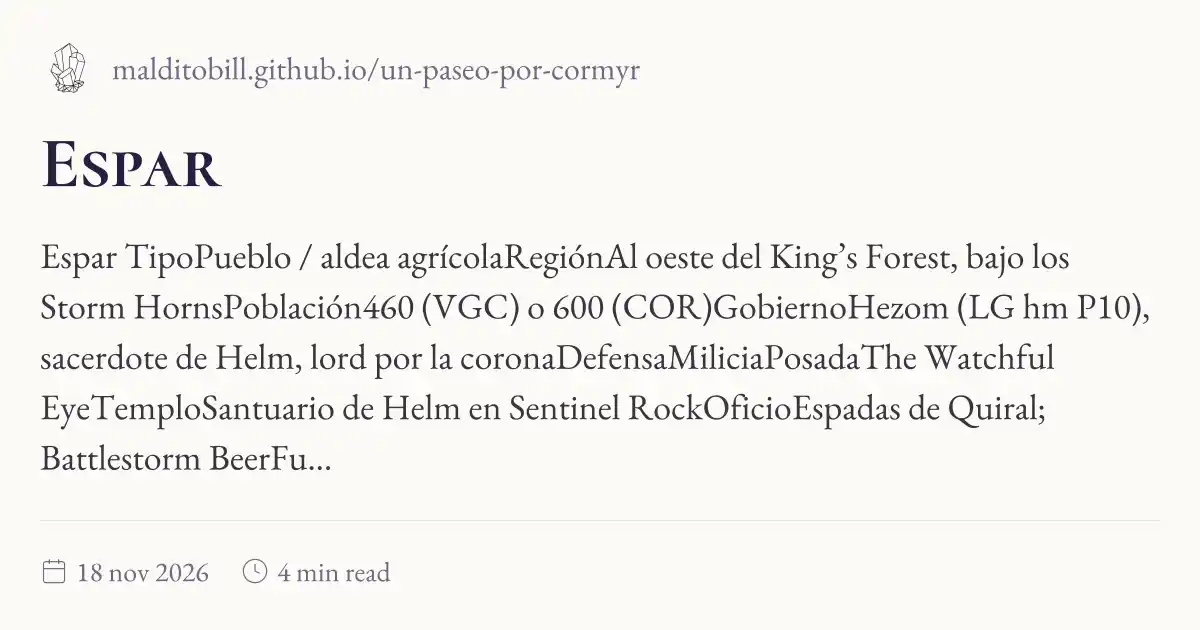 malditobill.github.io/un-paseo-por-cormyr
Espar
Espar TipoPueblo / aldea agrícolaRegiónAl oeste del King’s Forest, bajo los
Storm HornsPoblación460 (VGC) o 600 (COR)GobiernoHezom (LG hm P10),
sacerdote de Helm, lord por la coronaDefensaMiliciaPosadaThe Watchful
EyeTemploSantuario de Helm en Sentinel RockOficioEspadas de Quiral;
Battlestorm BeerFu...
18 nov 2026 4 min read